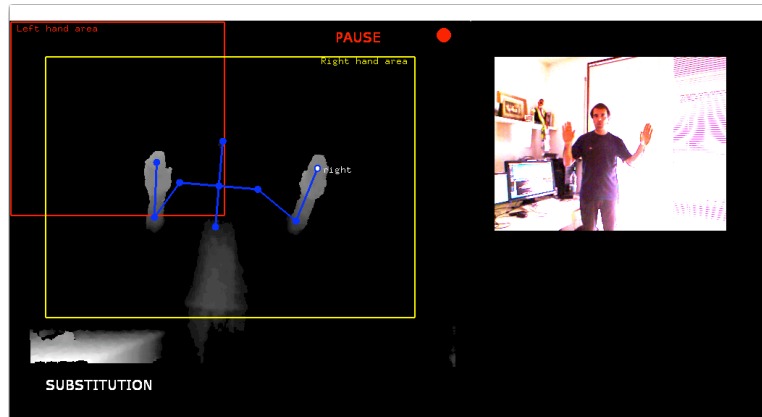 Left hand area
PAUSE
Right hand area
right
SUBSTITUTION